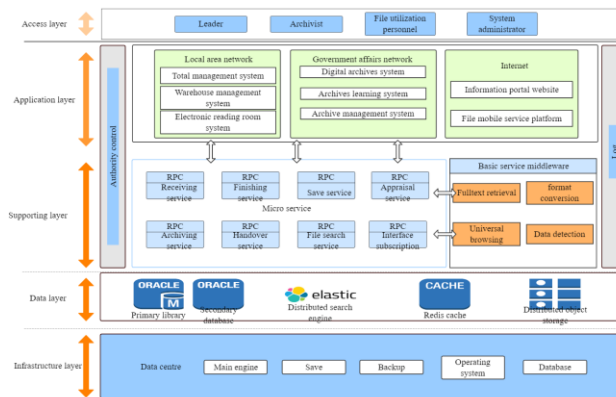 Access layer
Leader
Archivist
File utilization
personnel
System
administrator
Application layer
Authority control
Local area network
Total management system
Warehouse management
system
Electronic reading room
system
Government affairs network
Digital archives system
Archives learning system
Archive management system
Internet
Information portal website
File mobile service platform
Supporting layer
RPC
Receiving
service
RPC
Finishing
service
RPC
Save service
RPC
Appraisal
service
Micro service
RPC
Archiving
service
RPC
Handover
service
RPC
File search
service
RPC
Interface
subscription
Basic service middleware
Fulltext retrieval
format
conversion
Universal
browsing
Data detection
Data layer
ORACLE
M
Primary library
ORACLE
Secondary
database
elastic
Distributed search
engine
CACHE
Redis cache
Distributed object
storage
Infrastructure layer
Data centre
Main engine
Save
Backup
Operating
system
Database